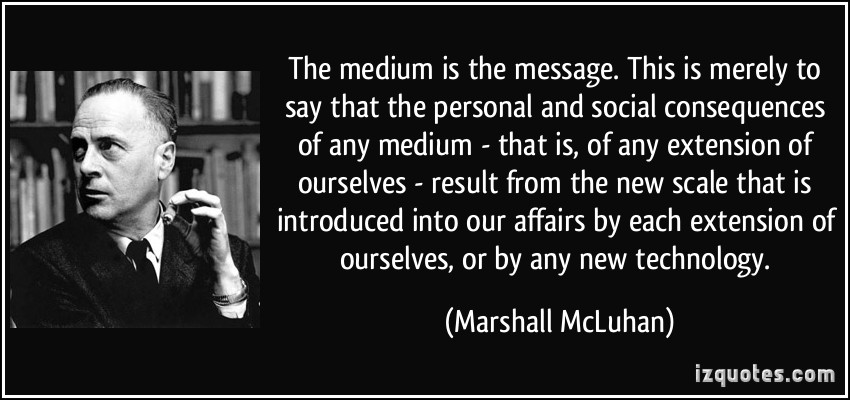 The medium is the message. This is merely to
say that the personal and social consequences
of any medium - that is, of any extension of
ourselves - result from the new scale that is
introduced into our affairs by each extension of
ourselves, or by any new technology.
(Marshall McLuhan)
izquotes.com